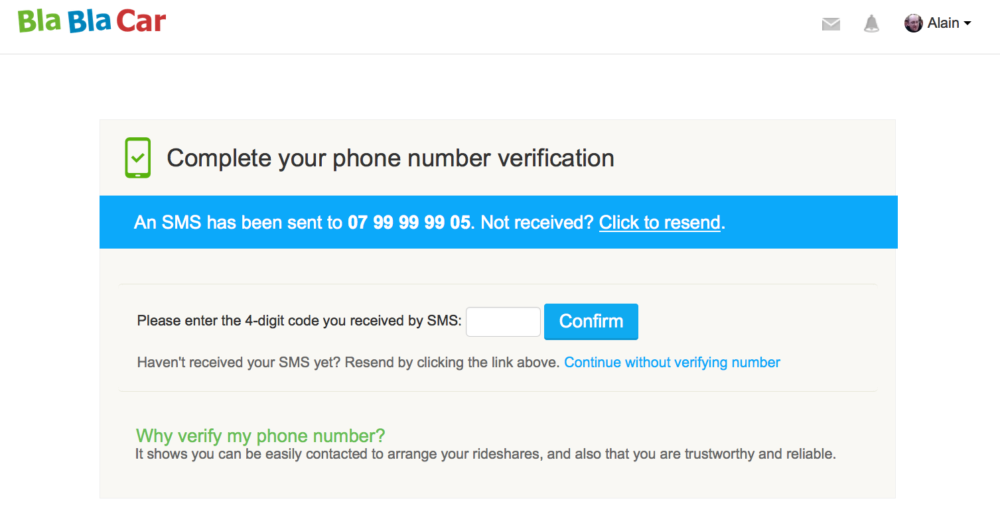 Bla Bla Car
Alain
Complete your phone number verification
An SMS has been sent to 07 99 99 99 05. Not received? Click to resend.
Please enter the 4-digit code you received by SMS:
Confirm
Haven't received your SMS yet? Resend by clicking the link above. Continue without verifying number
Why verify my phone number?
It shows you can be easily contacted to arrange your rideshares, and also that you are trustworthy and reliable.